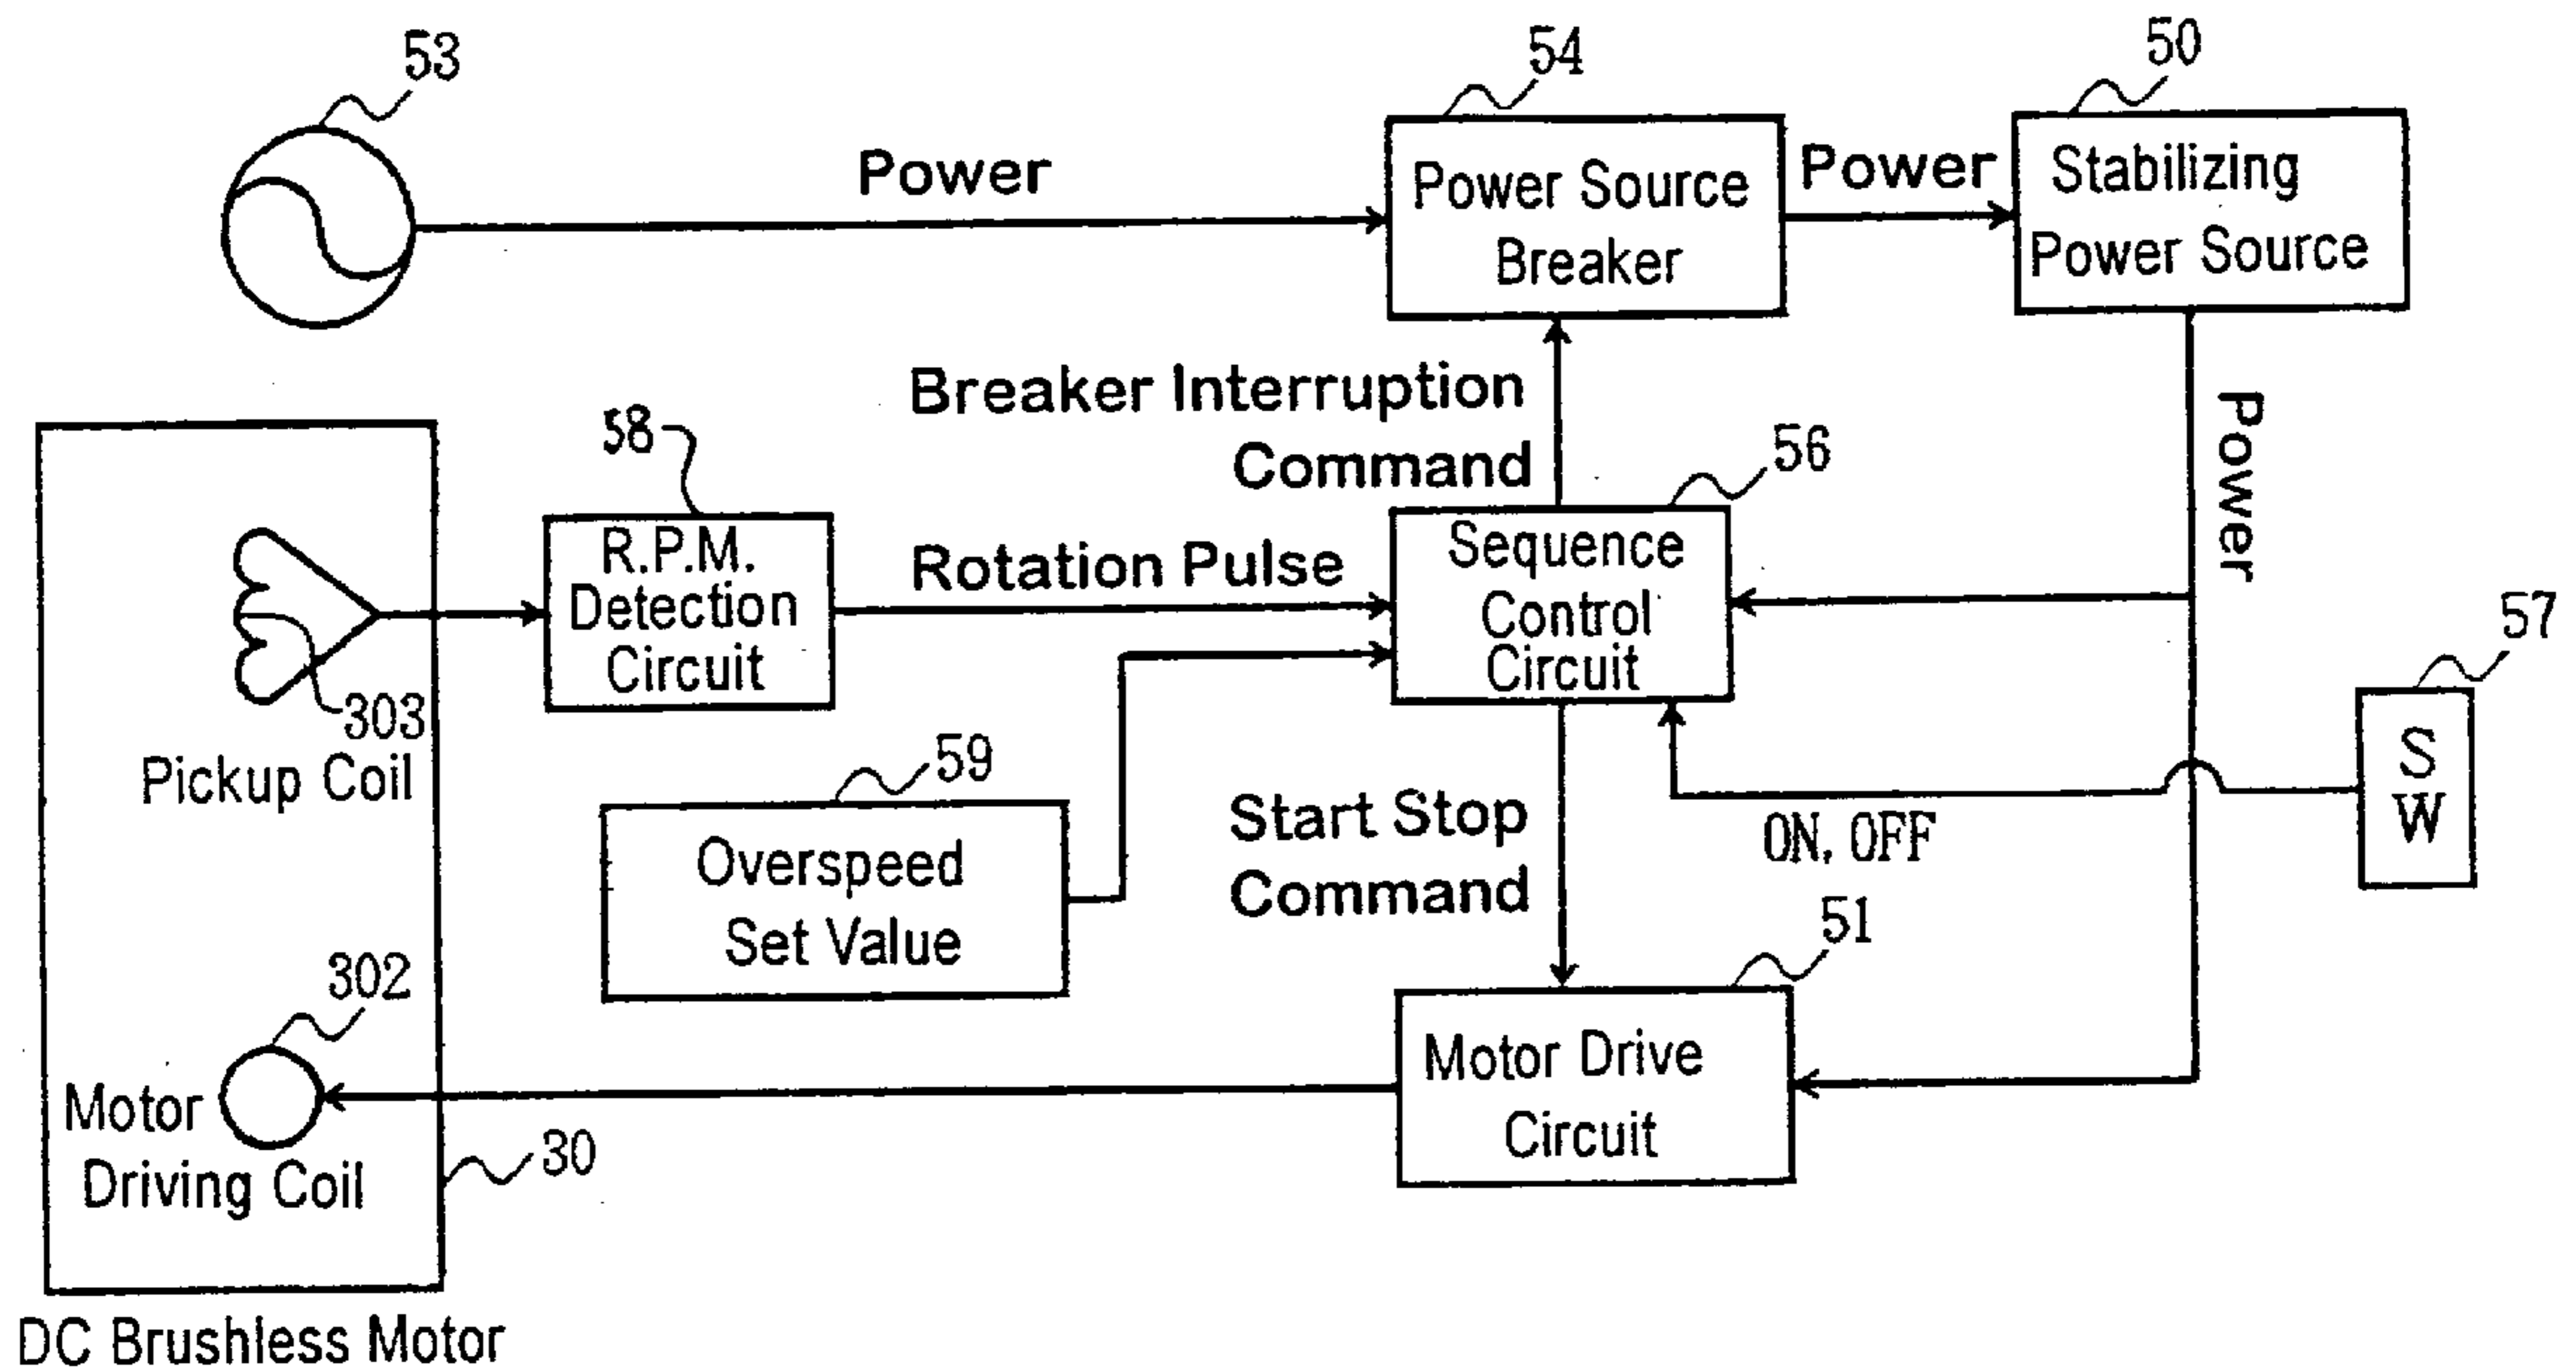 53
54
50
Power
Power Source
Breaker
Power
Stabilizing
Power Source
Breaker Interruption
Command
Power
58
56
R.P.M.
Detection
Circuit
Rotation Pulse
Sequence
Control
Circuit
57
S
W
303
Pickup Coil
59
Overspeed
Set Value
Start Stop
Command
ON, OFF
51
302
Motor
Driving Coil
Motor Drive
Circuit
30
DC Brushless Motor